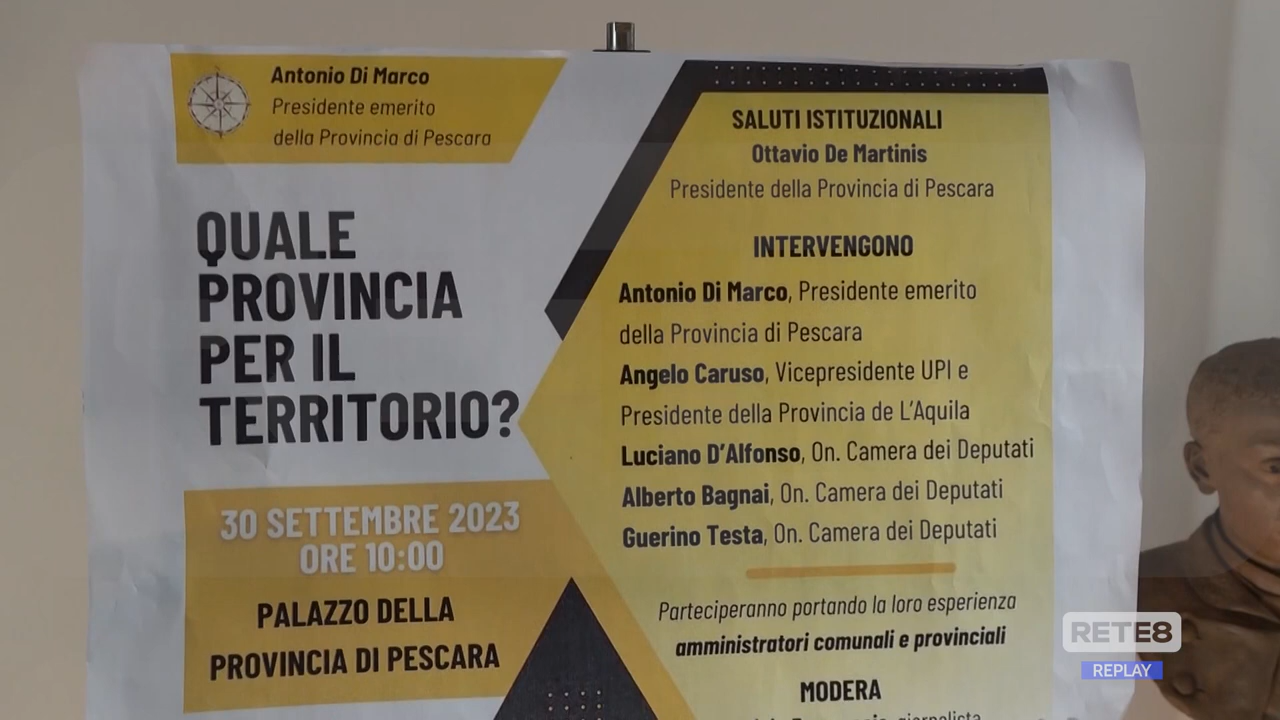 Antonio Di Marco
Presidente emerito
della Provincia di Pescara
QUALE
PROVINCIA
PER IL
TERRITORIO?
30 SETTEMBRE 2023
ORE 10:00
PALAZZO DELLA
PROVINCIA DI PESCARA
SALUTI ISTITUZIONALI
Ottavio De Martinis
Presidente della Provincia di Pescara
INTERVENGONO
Antonio Di Marco, Presidente emerito
della Provincia di Pescara
Angelo Caruso, Vicepresidente UPI e
Presidente della Provincia de L'Aquila
Luciano D'Alfonso, On. Camera dei Deputati
Alberto Bagnai, On. Camera dei Deputati
Guerino Testa, On. Camera dei Deputati
Parteciperanno portando la loro esperienza
amministratori comunali e provinciali
MODERA
giornalista
RETE8
REPLAY